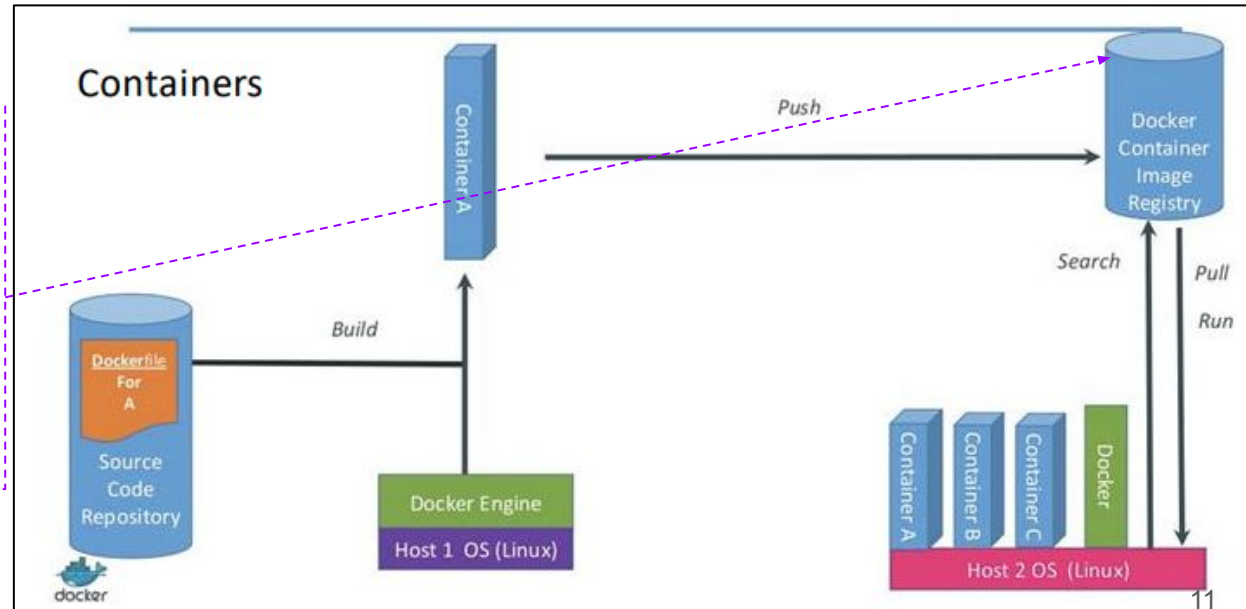 Containers
Container A
Push
Docker
Container
Image
Registry
Search
Pull
Run
Build
Dockerfile
For
A
Source
Code
Repository
Docker Engine
Host 1 OS (Linux)
Container A
Container B
Container C
Docker
Host 2 OS (Linux)
docker
11